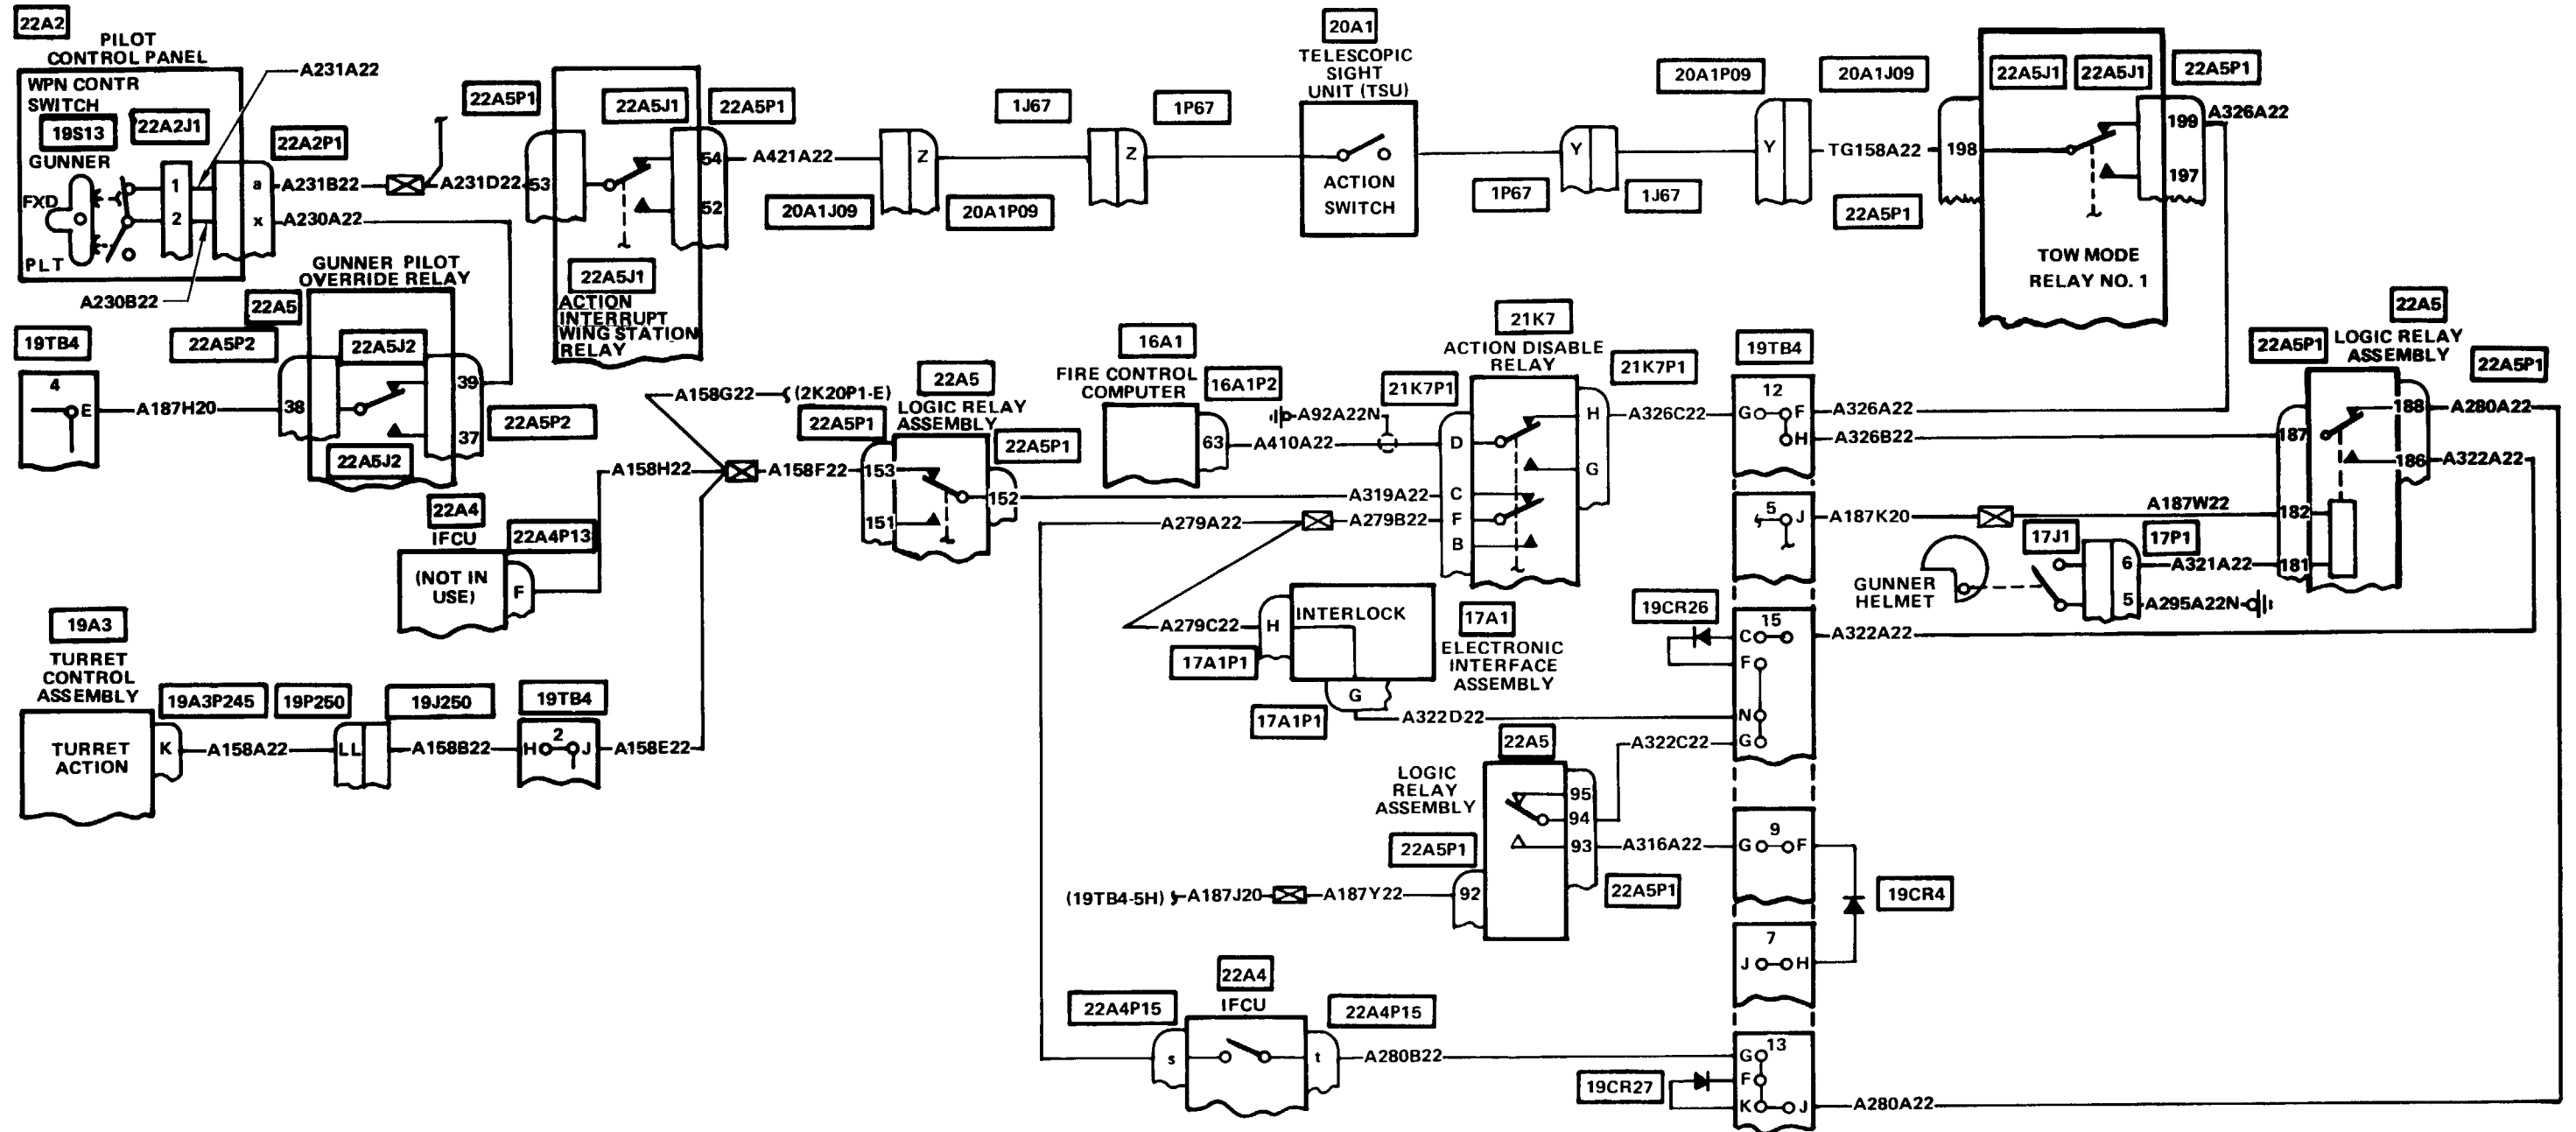 22A2
PILOT
CONTROL PANEL
WPN CONTR
SWITCH
19S13
22A2J1
GUNNER
FXD
PLT
1
2
A231A22
22A2P1
a
x
A231B22
A230A22
A230B22
A231D22
22A5P1
53
22A5J1
22A5P1
54
52
22A5J1
ACTION
INTERRUPT
WING STATION
RELAY
A421A22
20A1J09
Z
20A1P09
1J67
Z
1P67
20A1
TELESCOPIC
SIGHT
UNIT (TSU)
ACTION
SWITCH
Y
1P67
1J67
20A1P09
Y
20A1J09
TG158A22
22A5P1
198
22A5J1
22A5J1
22A5P1
199
197
A326A22
TOW MODE
RELAY NO. 1
GUNNER PILOT
OVERRIDE RELAY
22A5
22A5P2
22A5J2
19TB4
4
E
A187H20
38
39
37
22A5P2
22A5J2
A158G22
(2K20P1-E)
A158H22
A158F22
22A4
IFCU
22A4P13
(NOT IN
USE)
F
22A5
LOGIC RELAY
ASSEMBLY
22A5P1
22A5P1
153
151
152
16A1
FIRE CONTROL
COMPUTER
16A1P2
63
A92A22N
A410A22
21K7
ACTION DISABLE
RELAY
21K7P1
21K7P1
D
C
F
B
H
G
A319A22
A279A22
A279B22
A326C22
19TB4
12
G
F
H
A326A22
A326B22
22A5
LOGIC RELAY
ASSEMBLY
22A5P1
22A5P1
187
188
186
182
181
A280A22
A322A22
5
J
A187K20
A187W22
17J1
17P1
6
5
A321A22
A295A22N
GUNNER
HELMET
A279C22
H
INTERLOCK
17A1P1
G
17A1P1
17A1
ELECTRONIC
INTERFACE
ASSEMBLY
A322D22
19CR26
15
C
F
N
G
A322A22
A322C22
19A3
TURRET
CONTROL
ASSEMBLY
TURRET
ACTION
19A3P245
K
A158A22
19P250
LL
19J250
A158B22
19TB4
H
2
J
A158E22
22A5
LOGIC
RELAY
ASSEMBLY
95
94
93
22A5P1
92
22A5P1
(19TB4-5H)
A187J20
A187Y22
A316A22
9
G
F
19CR4
7
J
H
22A4
IFCU
22A4P15
22A4P15
s
t
A280B22
13
G
F
K
J
19CR27
A280A22